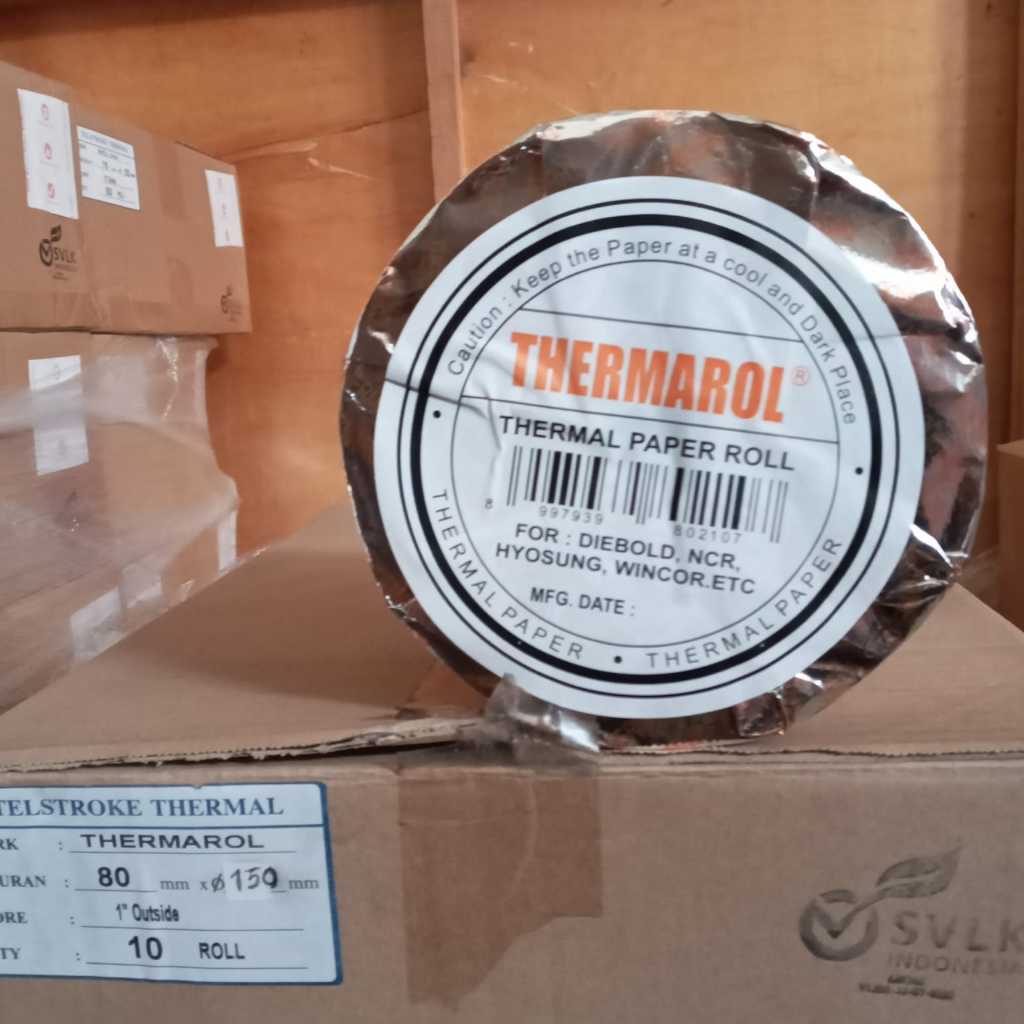 Caution : Keep the Paper at a cool and Dark Place
THERMAROL®
THERMAL PAPER ROLL
8 997939 802107
FOR : DIEBOLD, NCR,
HYOSUNG, WINCOR.ETC
MFG. DATE :
THERMAL PAPER • THERMAL PAPER
SVLK
TELSTROKE THERMAL
RK : THERMAROL
URAN : 80 mm x ø 150 mm
ORE : 1" Outside
TY : 10 ROLL
SVLK
INDONESIA